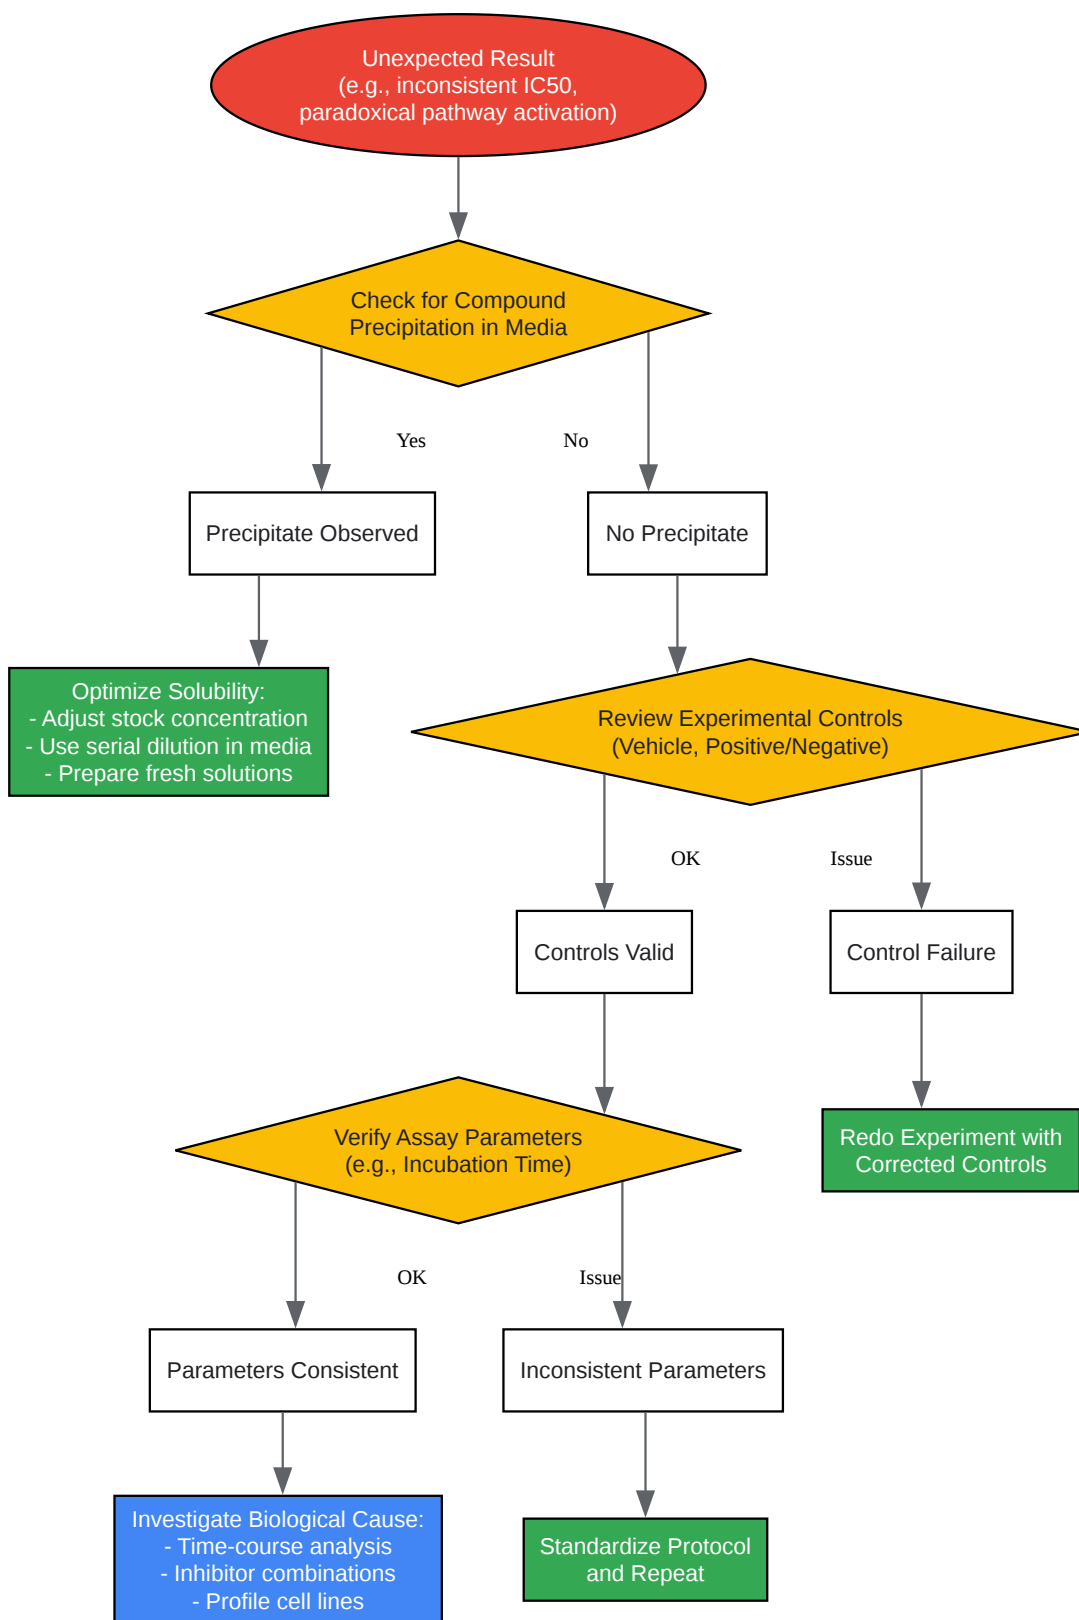 Unexpected Result
(e.g., inconsistent IC50,
paradoxical pathway activation)
Check for Compound
Precipitation in Media
Yes
No
Precipitate Observed
No Precipitate
Optimize Solubility:
- Adjust stock concentration
- Use serial dilution in media
- Prepare fresh solutions
Review Experimental Controls
(Vehicle, Positive/Negative)
OK
Issue
Controls Valid
Control Failure
Verify Assay Parameters
(e.g., Incubation Time)
Redo Experiment with
Corrected Controls
OK
Issue
Parameters Consistent
Inconsistent Parameters
Investigate Biological Cause:
- Time-course analysis
- Inhibitor combinations
- Profile cell lines
Standardize Protocol
and Repeat